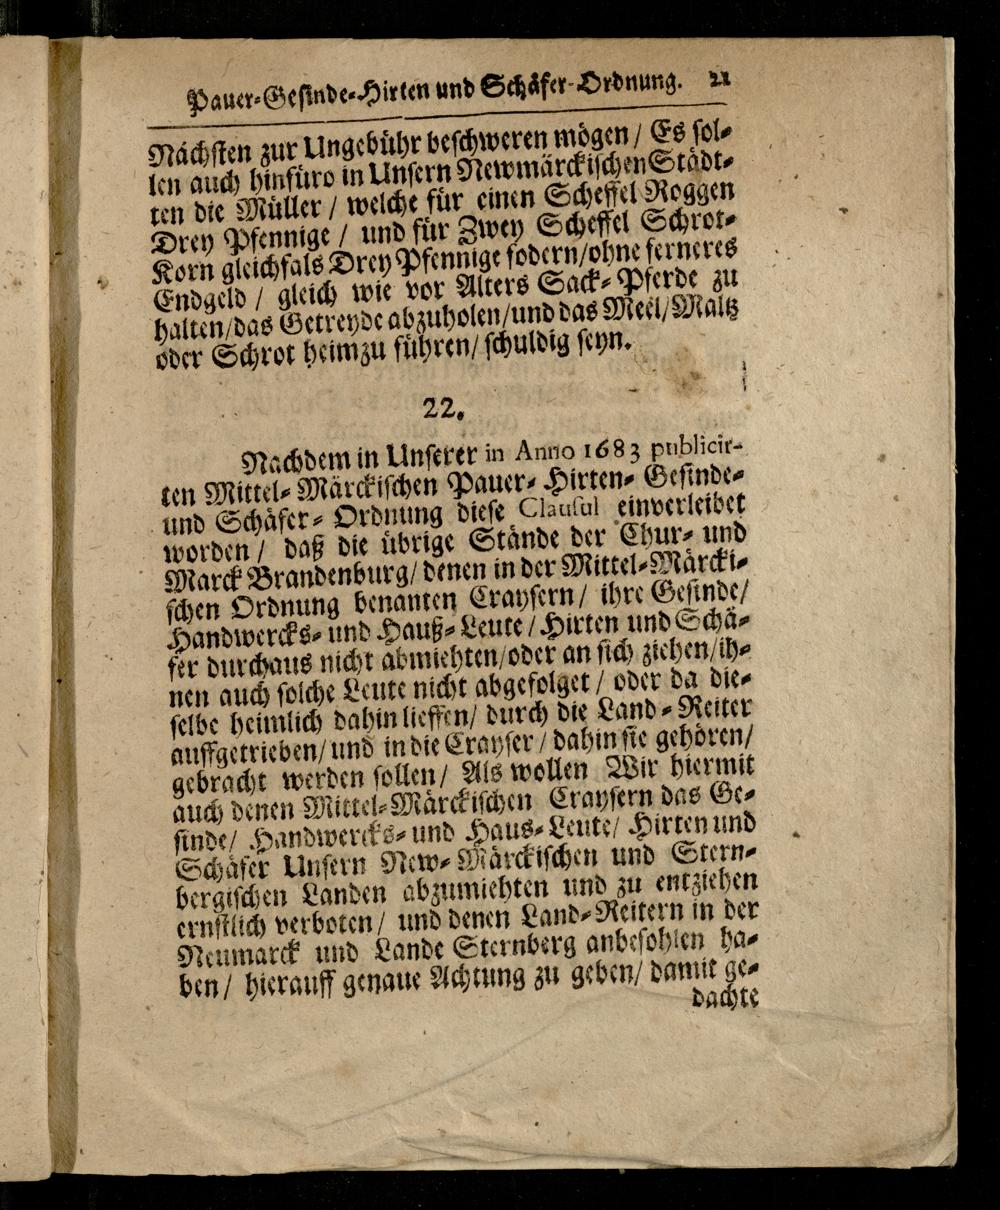 Pauer-Gesinde-Hirten und Schäfer-Ordnung. 21
Nächsten zur Ungebühr beschweren mögen / Es sol-
len auch hinfüro in Unsern Newmärckischen Städt-
ten die Müller / welche für einen Scheffel Roggen
Drey Pfennige / und für Zwey Scheffel Schrot-
Korn gleichfals Drey Pfennige fodern/ohne ferneres
Endgeld / gleich wie vor Alters Sack-Pferde zu
halten/das Getreyde abzuholen/und das Meel/Maltz
oder Schrot heimzu führen/ schuldig seyn.
22.
Nachdem in Unserer in Anno 1683 publicir-
ten Mittel-Märckischen Pauer-Hirten-Gesinde-
und Schäfer-Ordnung diese Clausul einverleibet
worden / daß die übrige Stände der Chur- und
Marck Brandenburg/ denen in der Mittel-Märcki-
schen Ordnung benanten Craysern/ ihre Gesinde/
Handwercks- und Hauß-Leute / Hirten und Schä-
fer durchaus nicht abmiehten/oder an sich ziehen/ih-
nen auch solche Leute nicht abgefolget / oder da die-
selbe heimlich dahin lieffen/ durch die Land-Reiter
auffgetrieben/und in die Crayser / dahin sie gehören/
gebracht werden sollen/ Als wollen Wir hiermit
auch denen Mittel-Märckischen Craysern das Ge-
sinde/ Handwercks-und Haus-Leute/ Hirten und
Schäfer Unsern New-Märckischen und Stern-
bergischen Landen abzumiehten und zu entziehen
ernstlich verboten/ und denen Land-Reitern in der
Neumarck und Lande Sternberg anbefohlen ha-
ben/ hierauff genaue Achtung zu geben/ damit ge-
dachte